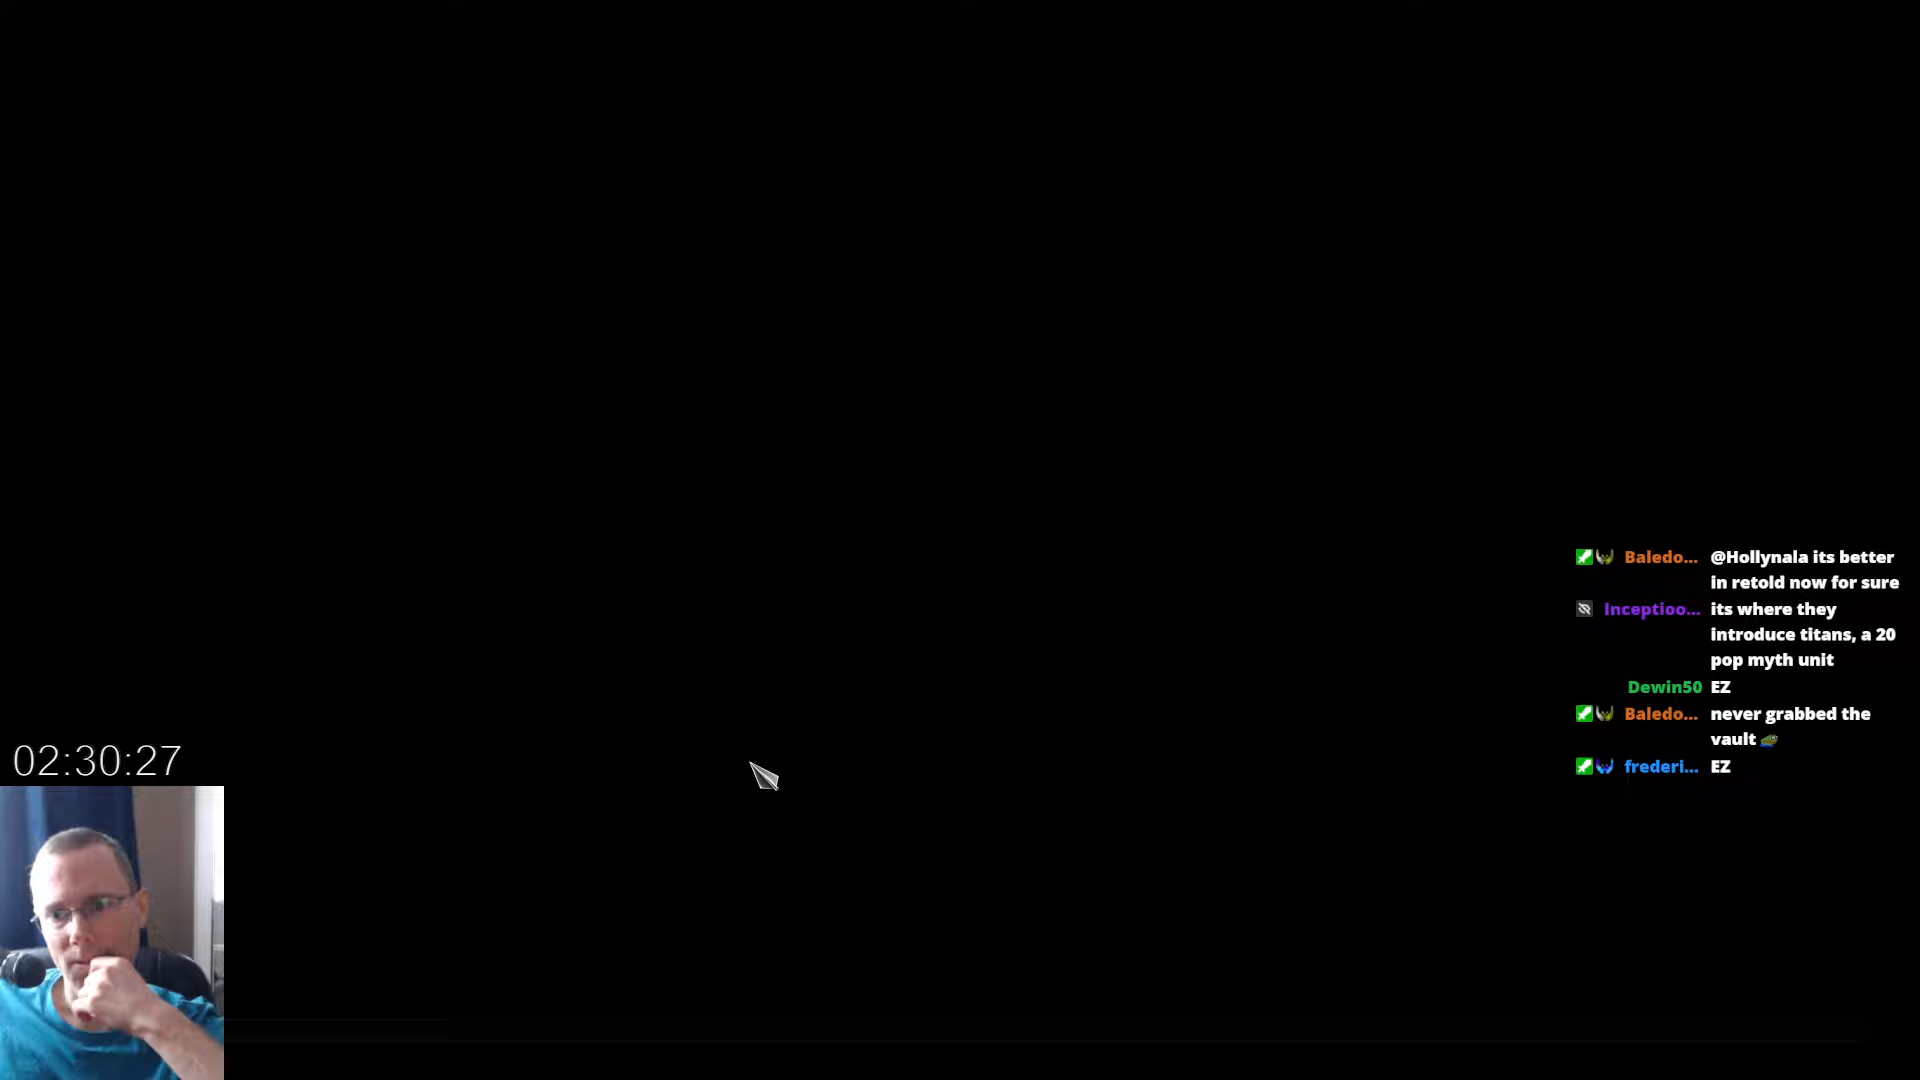 Baledo... @Hollynala its better
in retold now for sure
Inceptioo... its where they
introduce titans, a 20
pop myth unit
Dewin50 EZ
Baledo... never grabbed the
vault
frederi... EZ
02:30:27